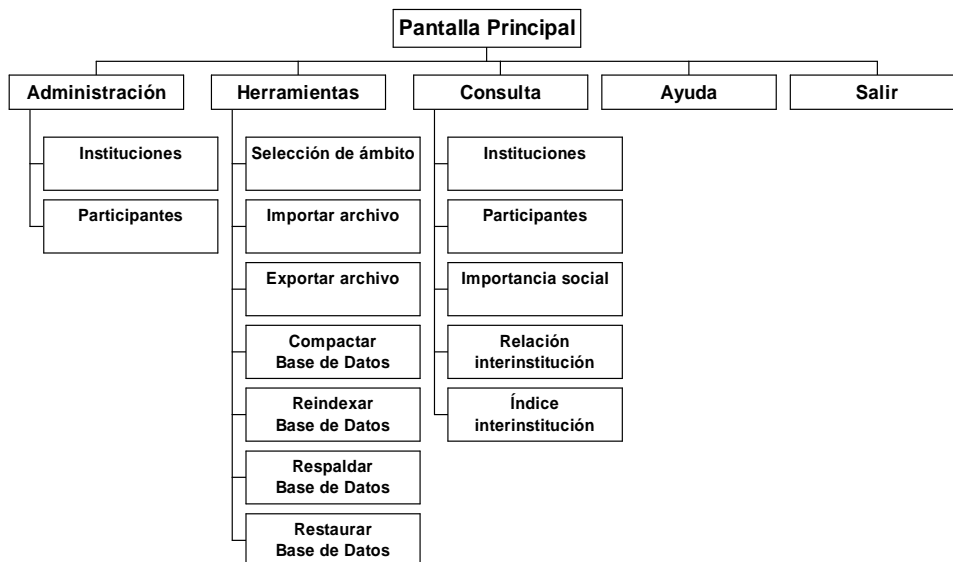 Pantalla Principal
Administración
Herramientas
Consulta
Ayuda
Salir
Instituciones
Participantes
Selección de ámbito
Importar archivo
Exportar archivo
Compactar
Base de Datos
Reindexar
Base de Datos
Respaldar
Base de Datos
Restaurar
Base de Datos
Instituciones
Participantes
Importancia social
Relación
interinstitución
Índice
interinstitución